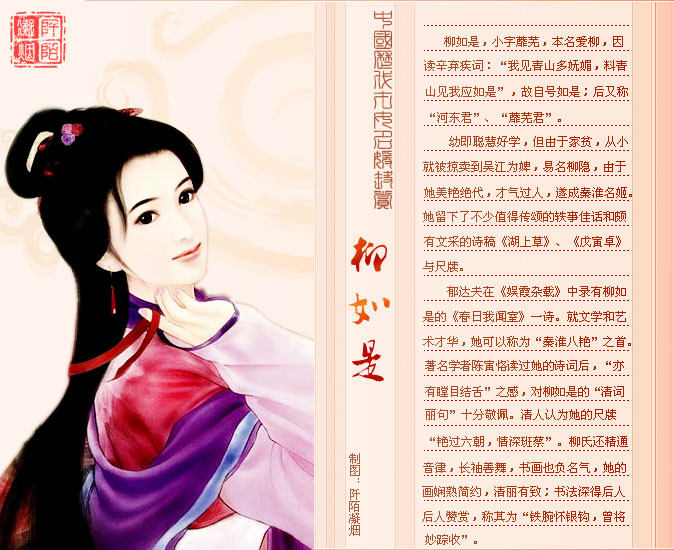 阡陌
凝烟
中國歷代
柳如是
制图：阡陌凝烟
柳如是，小字蘼芜，本名爱柳，因
读辛弃疾词：“我见青山多妩媚，料青
山见我应如是”，故自号如是；后又称
“河东君”、“蘼芜君”。
幼即聪慧好学，但由于家贫，从小
就被掠卖到吴江为婢，易名柳隐，由于
她美艳绝代，才气过人，遂成秦淮名姬。
她留下了不少值得传颂的轶事佳话和颇
有文采的诗稿《湖上草》、《戊寅卓》
与尺牍。
郁达夫在《娱霞杂载》中录有柳如
是的《春日我闻室》一诗。就文学和艺
术才华，她可以称为“秦淮八艳”之首。
著名学者陈寅恪读过她的诗词后，“亦
有瞠目结舌”之感，对柳如是的“清词
丽句”十分敬佩。清人认为她的尺牍
“艳过六朝，情深班蔡”。柳氏还精通
音律，长袖善舞，书画也负名气，她的
画娴熟简约，清丽有致；书法深得后人
后人赞赏，称其为“铁腕怀银钩，曾将
妙踪收”。